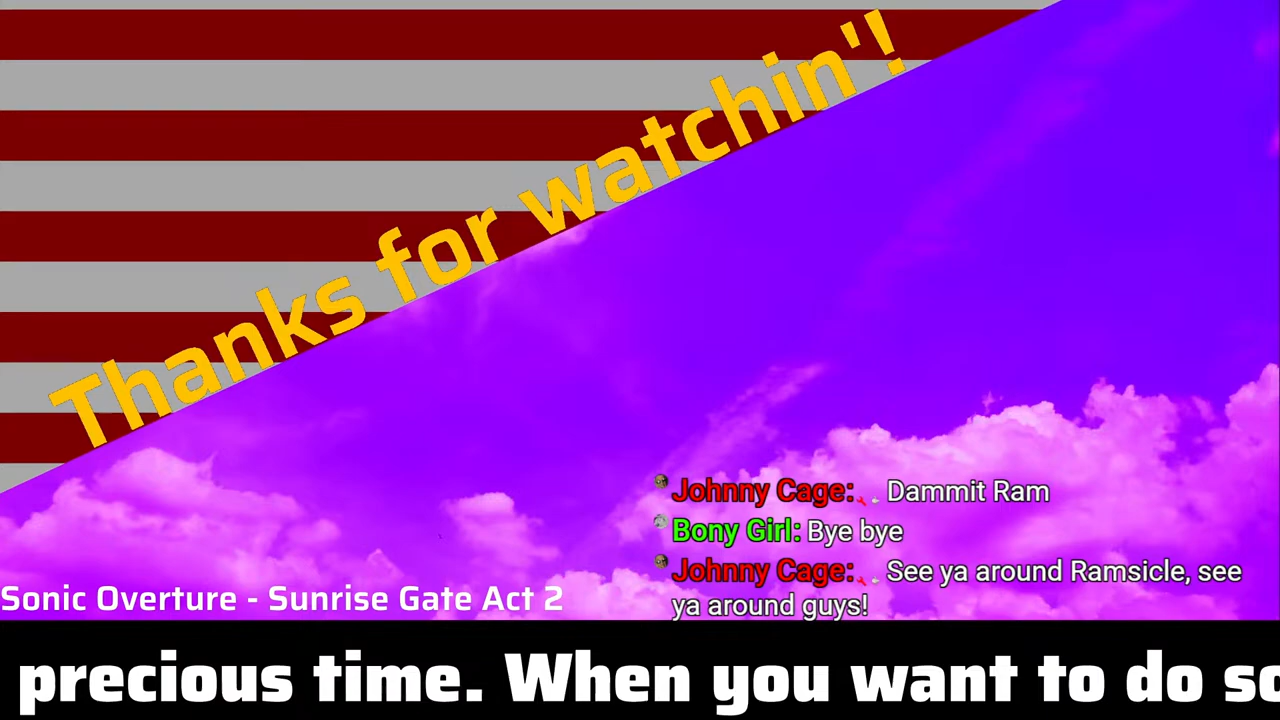 Thanks for watchin'!
Johnny Cage: Dammit Ram
Bony Girl: Bye bye
Johnny Cage: See ya around Ramsicle, see
ya around guys!
Sonic Overture - Sunrise Gate Act 2
precious time. When you want to do so